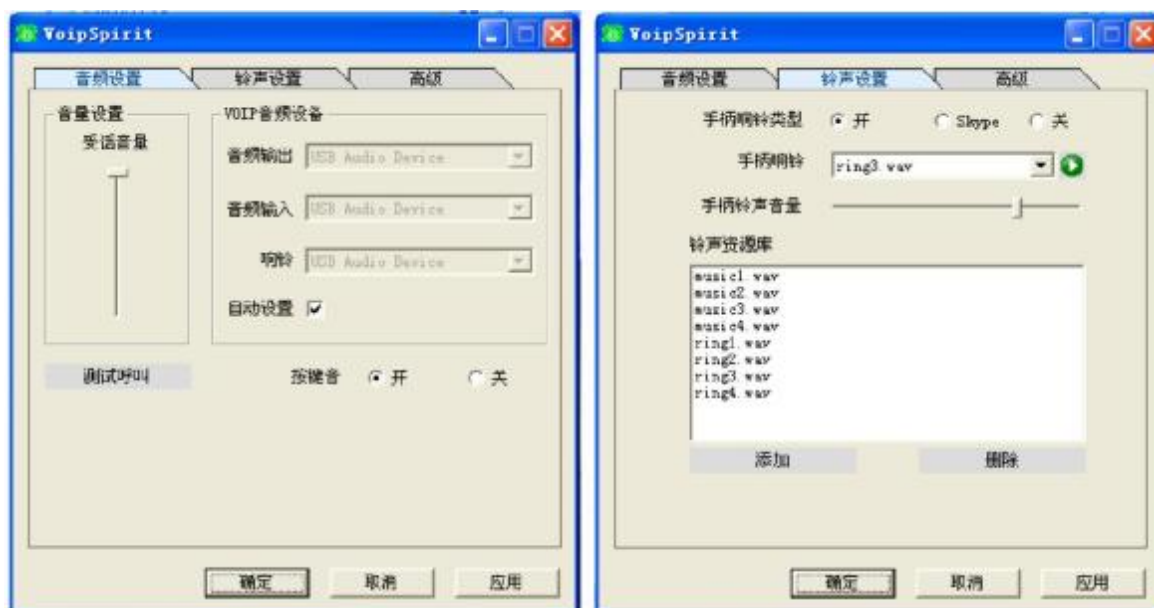 VoipSpirit
音频设置 铃声设置 高级
音量设置
受话音量
VOIP音频设备
音频输出 USB Audio Device
音频输入 USB Audio Device
响铃 USB Audio Device
自动设置
测试呼叫
按键音 开 关
确定 取消 应用
VoipSpirit
音频设置 铃声设置 高级
手柄响铃类型 开 Skype 关
手柄响铃 ring3.wav
手柄铃声音量
铃声资源库
music1.wav
music2.wav
music3.wav
music4.wav
ring1.wav
ring2.wav
ring3.wav
ring4.wav
添加 删除
确定 取消 应用